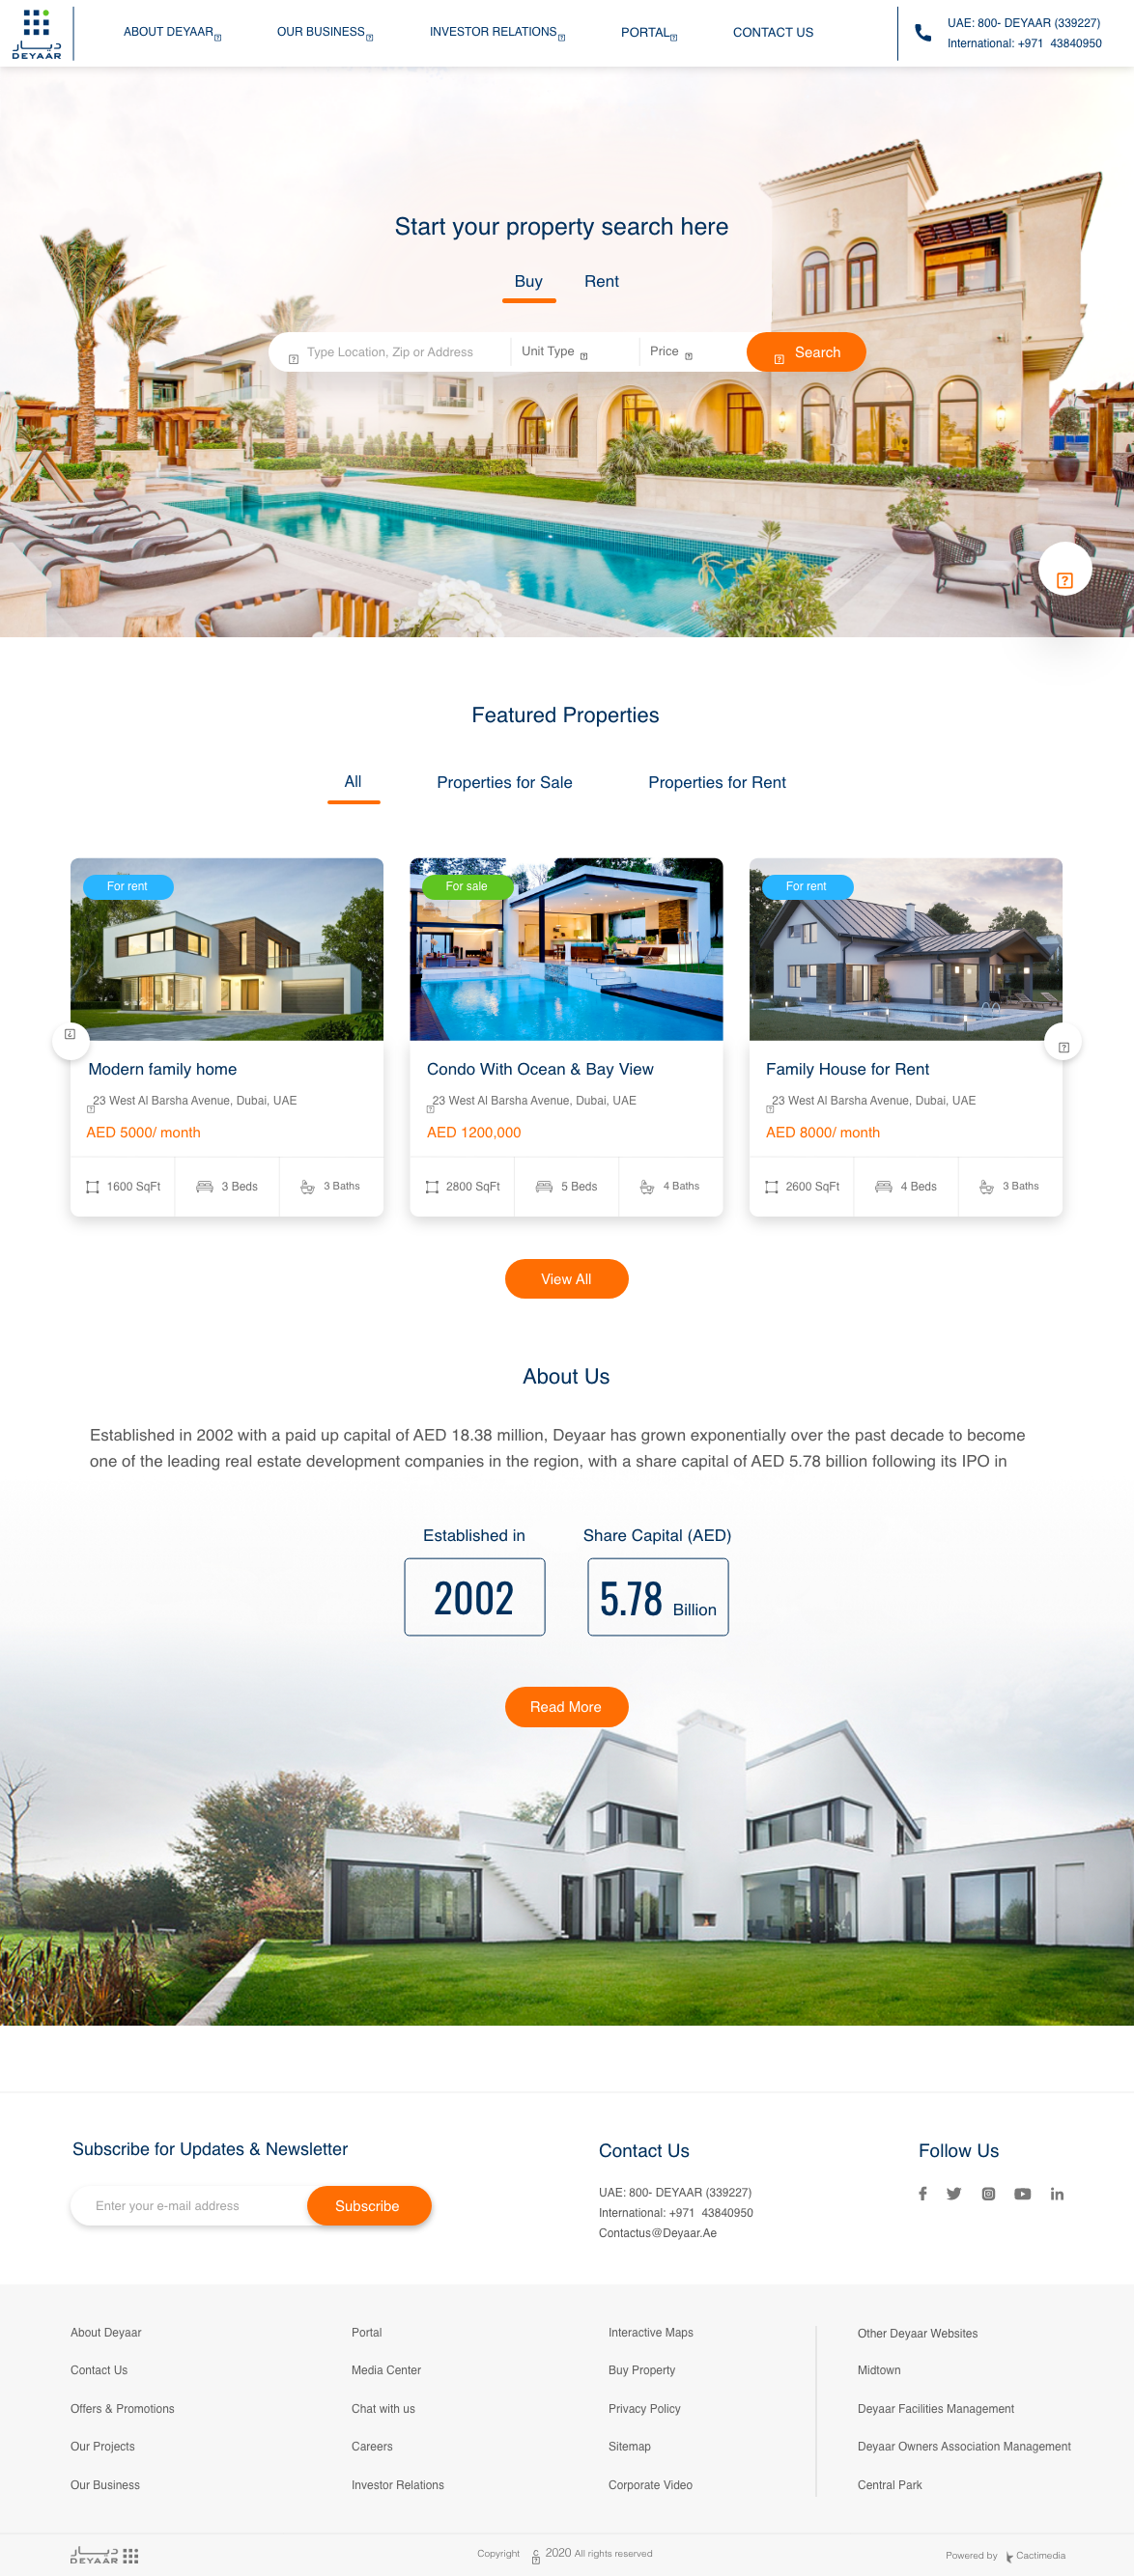 ديـار
DEYAAR
ABOUT DEYAAR
OUR BUSINESS
INVESTOR RELATIONS
PORTAL
CONTACT US
UAE: 800- DEYAAR (339227)
International: +971 43840950
Start your property search here
Buy
Rent
Type Location, Zip or Address
Unit Type
Price
Search
Featured Properties
All
Properties for Sale
Properties for Rent
For rent
Modern family home
23 West Al Barsha Avenue, Dubai, UAE
AED 5000/ month
1600 SqFt
3 Beds
3 Baths
For sale
Condo With Ocean & Bay View
23 West Al Barsha Avenue, Dubai, UAE
AED 1200,000
2800 SqFt
5 Beds
4 Baths
For rent
Family House for Rent
23 West Al Barsha Avenue, Dubai, UAE
AED 8000/ month
2600 SqFt
4 Beds
3 Baths
View All
About Us
Established in 2002 with a paid up capital of AED 18.38 million, Deyaar has grown exponentially over the past decade to become
one of the leading real estate development companies in the region, with a share capital of AED 5.78 billion following its IPO in
Established in
2002
Share Capital (AED)
5.78 Billion
Read More
Subscribe for Updates & Newsletter
Enter your e-mail address
Subscribe
Contact Us
UAE: 800- DEYAAR (339227)
International: +971 43840950
Contactus@Deyaar.Ae
Follow Us
About Deyaar
Contact Us
Offers & Promotions
Our Projects
Our Business
Portal
Media Center
Chat with us
Careers
Investor Relations
Interactive Maps
Buy Property
Privacy Policy
Sitemap
Corporate Video
Other Deyaar Websites
Midtown
Deyaar Facilities Management
Deyaar Owners Association Management
Central Park
ديـار
DEYAAR
Copyright 2020 All rights reserved
Powered by Cactimedia